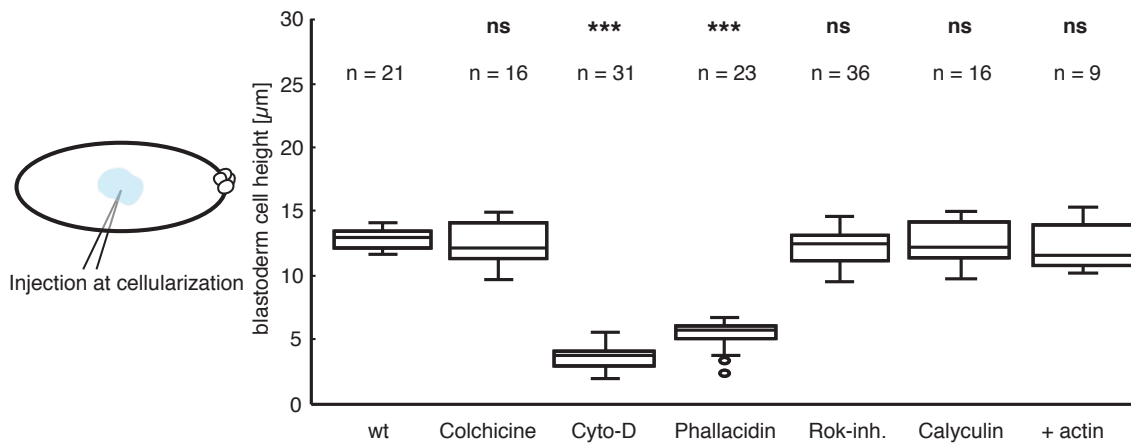 30
25
20
15
10
5
0
blastoderm cell height [µm]
ns *** *** ns ns ns
n = 21 n = 16 n = 31 n = 23 n = 36 n = 16 n = 9
Injection at cellularization
wt Colchicine Cyto-D Phallacidin Rok-inh. Calyculin + actin